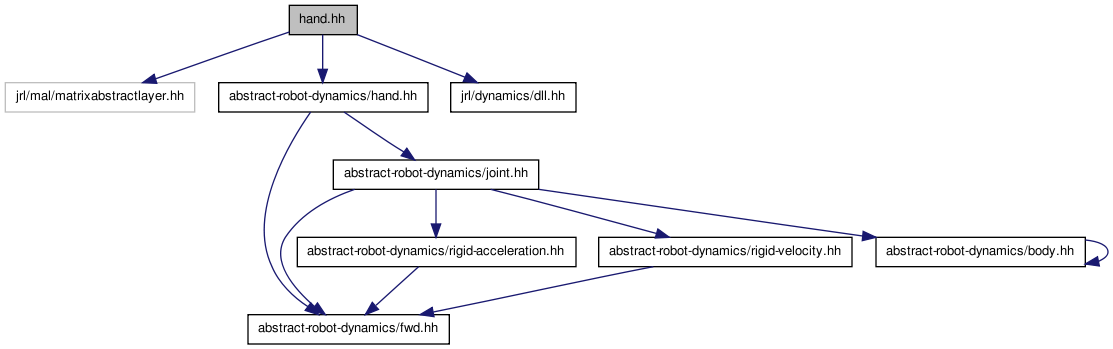 hand.hh
jrl/mal/matrixabstractlayer.hh
abstract-robot-dynamics/hand.hh
jrl/dynamics/dll.hh
abstract-robot-dynamics/joint.hh
abstract-robot-dynamics/rigid-acceleration.hh
abstract-robot-dynamics/rigid-velocity.hh
abstract-robot-dynamics/body.hh
abstract-robot-dynamics/fwd.hh